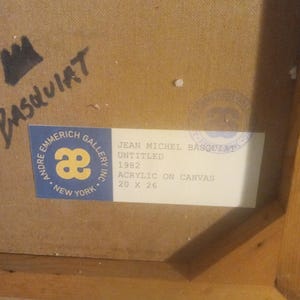 BASQUIAT
ANDRE EMMERICH GALLERY INC
• NEW YORK •
æ
JEAN MICHEL BASQUIAT
UNTITLED
1982
ACRYLIC ON CANVAS
20 X 26